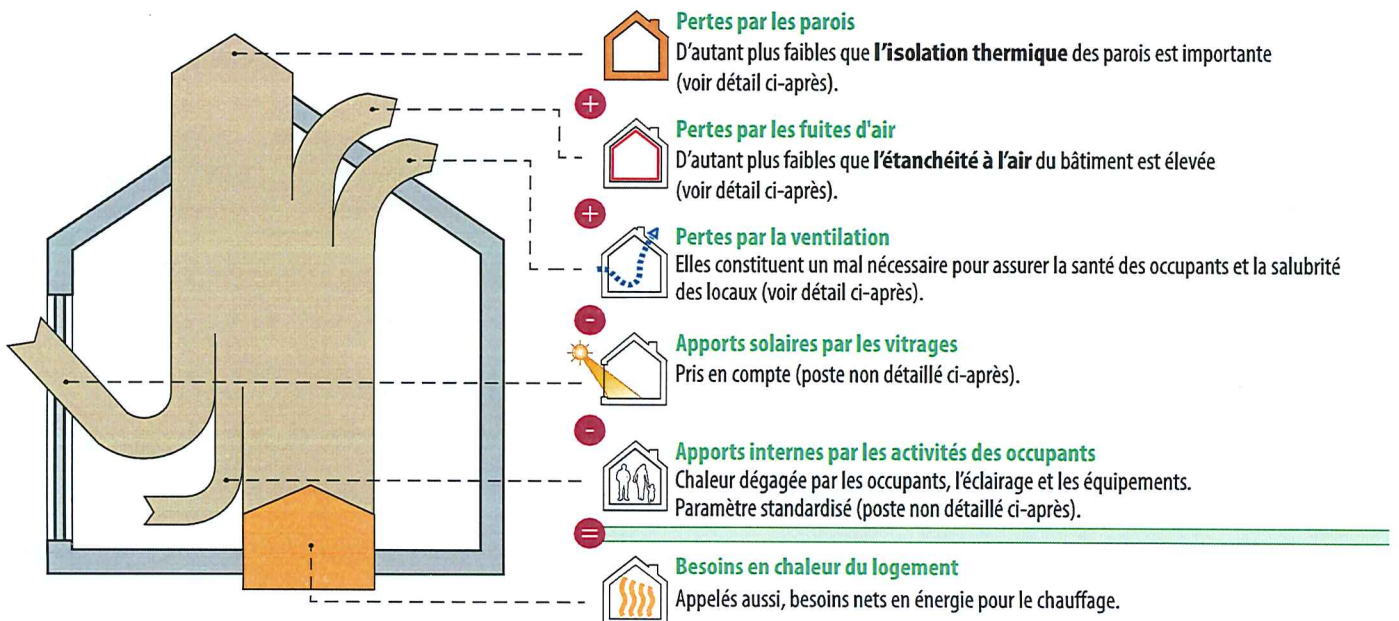 Pertes par les parois
D'autant plus faibles que l'isolation thermique des parois est importante
(voir détail ci-après).
+
Pertes par les fuites d'air
D'autant plus faibles que l'étanchéité à l'air du bâtiment est élevée
(voir détail ci-après).
+
Pertes par la ventilation
Elles constituent un mal nécessaire pour assurer la santé des occupants et la salubrité
des locaux (voir détail ci-après).
-
Apports solaires par les vitrages
Pris en compte (poste non détaillé ci-après).
-
Apports internes par les activités des occupants
Chaleur dégagée par les occupants, l'éclairage et les équipements.
Paramètre standardisé (poste non détaillé ci-après).
=
Besoins en chaleur du logement
Appelés aussi, besoins nets en énergie pour le chauffage.